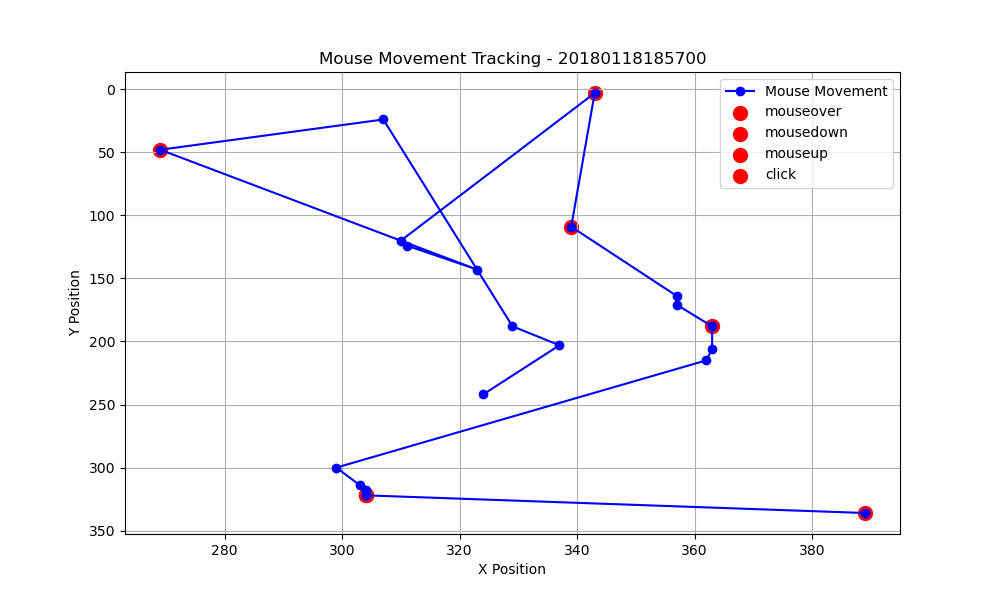 Mouse Movement Tracking - 20180118185700
Mouse Movement
mouseover
mousedown
mouseup
click
Y Position
0
50
100
150
200
250
300
350
280
300
320
340
360
380
X Position